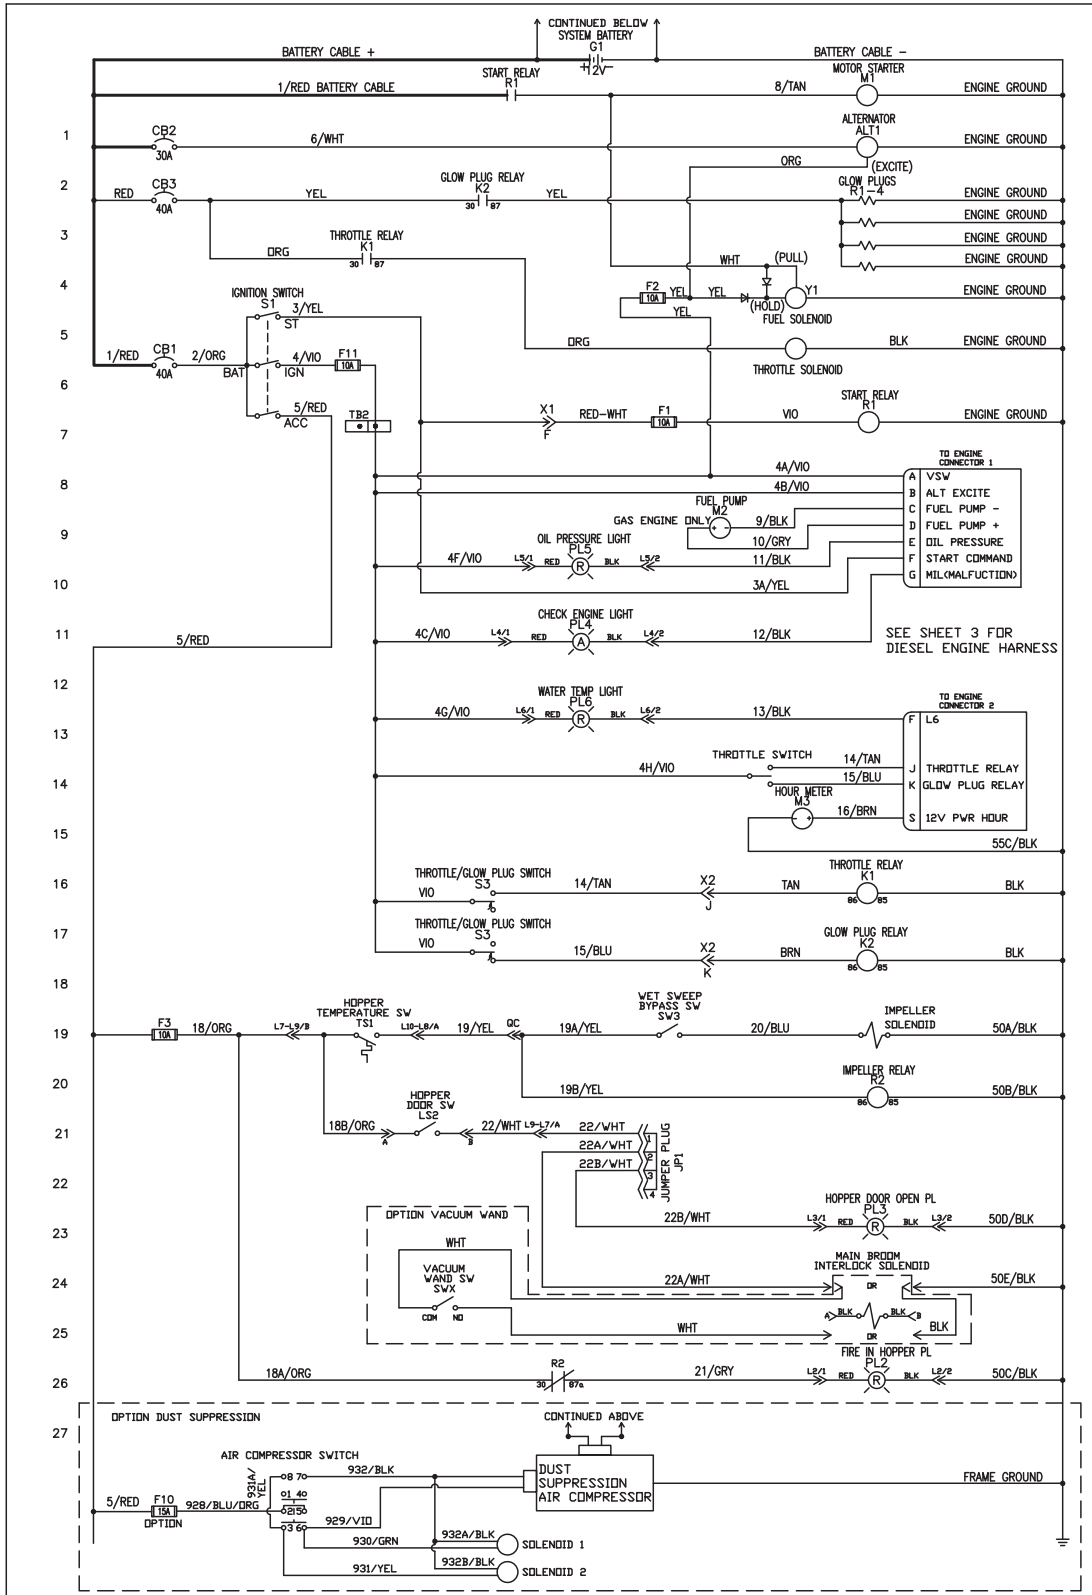 CONTINUED BELOW
SYSTEM BATTERY
G1
BATTERY CABLE +
+ 12V -
BATTERY CABLE -
START RELAY
R1
1/RED BATTERY CABLE
8/TAN
MOTOR STARTER
M1
ENGINE GROUND
1
CB2
30A
6/WHT
ALTERNATOR
ALT1
ENGINE GROUND
ORG
(EXCITE)
2
RED
CB3
40A
YEL
GLOW PLUG RELAY
K2
30 87
YEL
GLOW PLUGS
R1-4
ENGINE GROUND
ENGINE GROUND
3
ORG
THROTTLE RELAY
K1
30 87
ENGINE GROUND
ENGINE GROUND
WHT
(PULL)
4
F2
10A
YEL
YEL
(HOLD)
Y1
FUEL SOLENOID
ENGINE GROUND
YEL
IGNITION SWITCH
S1
3/YEL
ST
5
ORG
BLK
ENGINE GROUND
THROTTLE SOLENOID
1/RED
CB1
40A
2/ORG
BAT
4/VIO
IGN
F11
10A
6
5/RED
ACC
TB2
X1
F
RED-WHT
F1
10A
VIO
START RELAY
R1
ENGINE GROUND
7
TO ENGINE
CONNECTOR 1
8
4A/VIO
A VSW
4B/VIO
B ALT EXCITE
FUEL PUMP
M2
GAS ENGINE ONLY
- +
9/BLK
C FUEL PUMP -
9
10/GRY
D FUEL PUMP +
OIL PRESSURE LIGHT
PL5
4F/VIO
L5/1
RED
R
BLK
L5/2
11/BLK
E OIL PRESSURE
10
3A/YEL
F START COMMAND
G MIL(MALFUCTION)
CHECK ENGINE LIGHT
PL4
11
5/RED
4C/VIO
L4/1
RED
A
BLK
L4/2
12/BLK
SEE SHEET 3 FOR
DIESEL ENGINE HARNESS
12
WATER TEMP LIGHT
PL6
TO ENGINE
CONNECTOR 2
4G/VIO
L6/1
RED
R
BLK
L6/2
13/BLK
F L6
13
THROTTLE SWITCH
14/TAN
J THROTTLE RELAY
4H/VIO
14
15/BLU
K GLOW PLUG RELAY
HOUR METER
M3
- +
16/BRN
S 12V PWR HOUR
15
55C/BLK
16
THROTTLE/GLOW PLUG SWITCH
VIO
S3
14/TAN
X2
J
TAN
THROTTLE RELAY
K1
86 85
BLK
17
THROTTLE/GLOW PLUG SWITCH
VIO
S3
15/BLU
X2
K
BRN
GLOW PLUG RELAY
K2
86 85
BLK
18
19
F3
10A
18/ORG
L7-L9/B
HOPPER
TEMPERATURE SW
TS1
L10-L8/A
19/YEL
QC
19A/YEL
WET SWEEP
BYPASS SW
SW3
20/BLU
IMPELLER
SOLENOID
50A/BLK
20
19B/YEL
IMPELLER RELAY
R2
86 85
50B/BLK
21
18B/ORG
A
HOPPER
DOOR SW
LS2
B
22/WHT
L9-L7/A
22/WHT
1
22A/WHT
2
22B/WHT
3
4
JUMPER PLUG
JP1
22
OPTION VACUUM WAND
23
22B/WHT
L3/1
RED
HOPPER DOOR OPEN PL
PL3
R
BLK
L3/2
50D/BLK
WHT
24
VACUUM
WAND SW
SWX
COM NO
22A/WHT
MAIN BROOM
INTERLOCK SOLENOID
OR
50E/BLK
A
BLK
BLK
B
25
WHT
OR
BLK
26
18A/ORG
R2
30 87a
21/GRY
L2/1
RED
FIRE IN HOPPER PL
PL2
R
BLK
L2/2
50C/BLK
27
OPTION DUST SUPPRESSION
CONTINUED ABOVE
AIR COMPRESSOR SWITCH
931A/
YEL
8 7
932/BLK
DUST
SUPPRESSION
AIR COMPRESSOR
FRAME GROUND
1 4
5/RED
F10
15A
OPTION
928/BLU/ORG
2 5
3 6
929/VIO
930/GRN
932A/BLK
SOLENOID 1
931/YEL
932B/BLK
SOLENOID 2